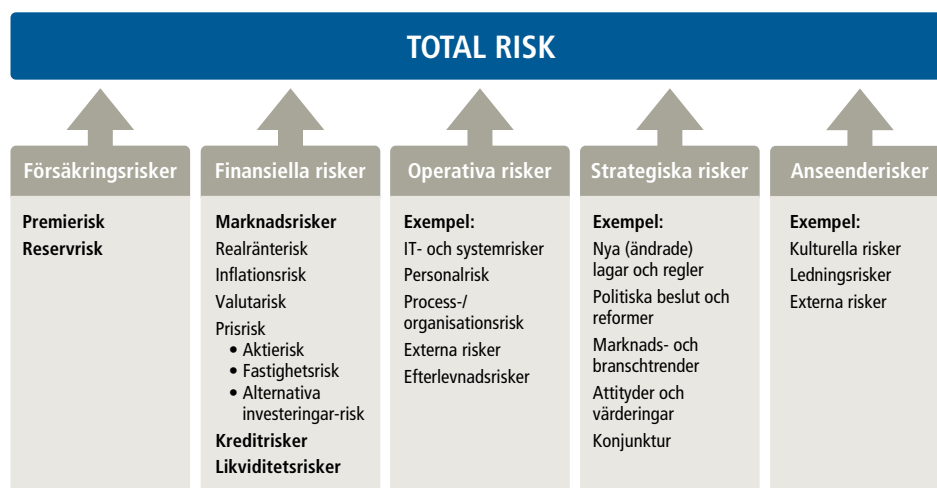 TOTAL RISK
Försäkringsrisker
Premierisk
Reservrisk
Finansiella risker
Marknadsrisker
Realränterisk
Inflationsrisk
Valutarisk
Prisrisk
• Aktierisk
• Fastighetsrisk
• Alternativa
investeringar-risk
Kreditrisker
Likviditetsrisker
Operativa risker
Exempel:
IT- och systemrisker
Personalrisk
Process-/
organisationsrisk
Externa risker
Efterlevnadsrisker
Strategiska risker
Exempel:
Nya (ändrade)
lagar och regler
Politiska beslut och
reformer
Marknads- och
branschtrender
Attityder och
värderingar
Konjunktur
Anseenderisker
Exempel:
Kulturella risker
Ledningsrisker
Externa risker